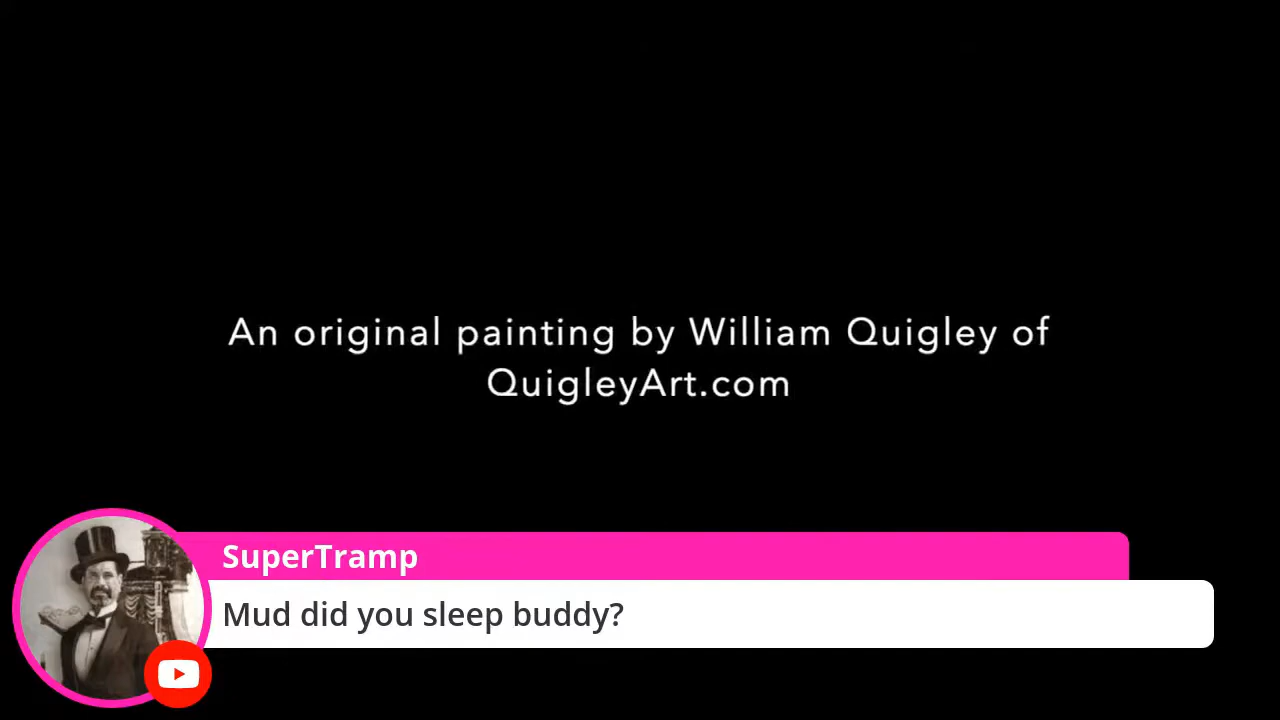 An original painting by William Quigley of
QuigleyArt.com
SuperTramp
Mud did you sleep buddy?